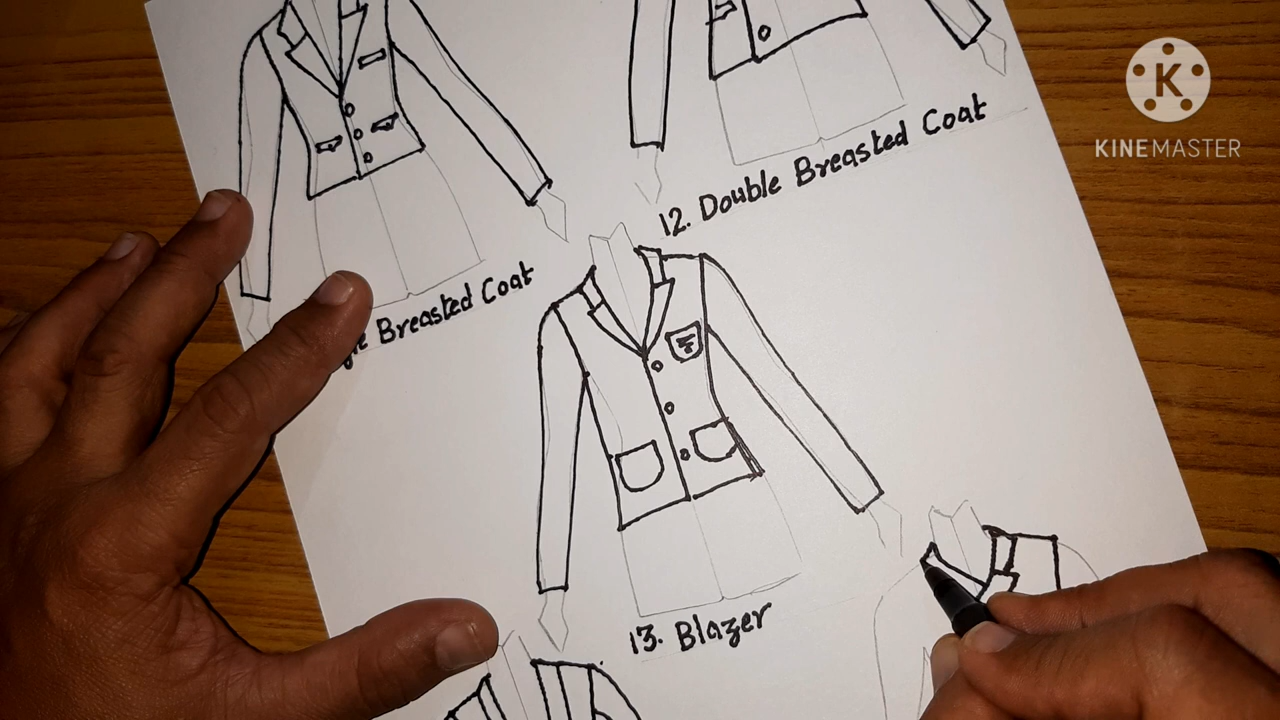 K
KINEMASTER
12. Double Breasted Coat
Breasted Coat
13. Blazer